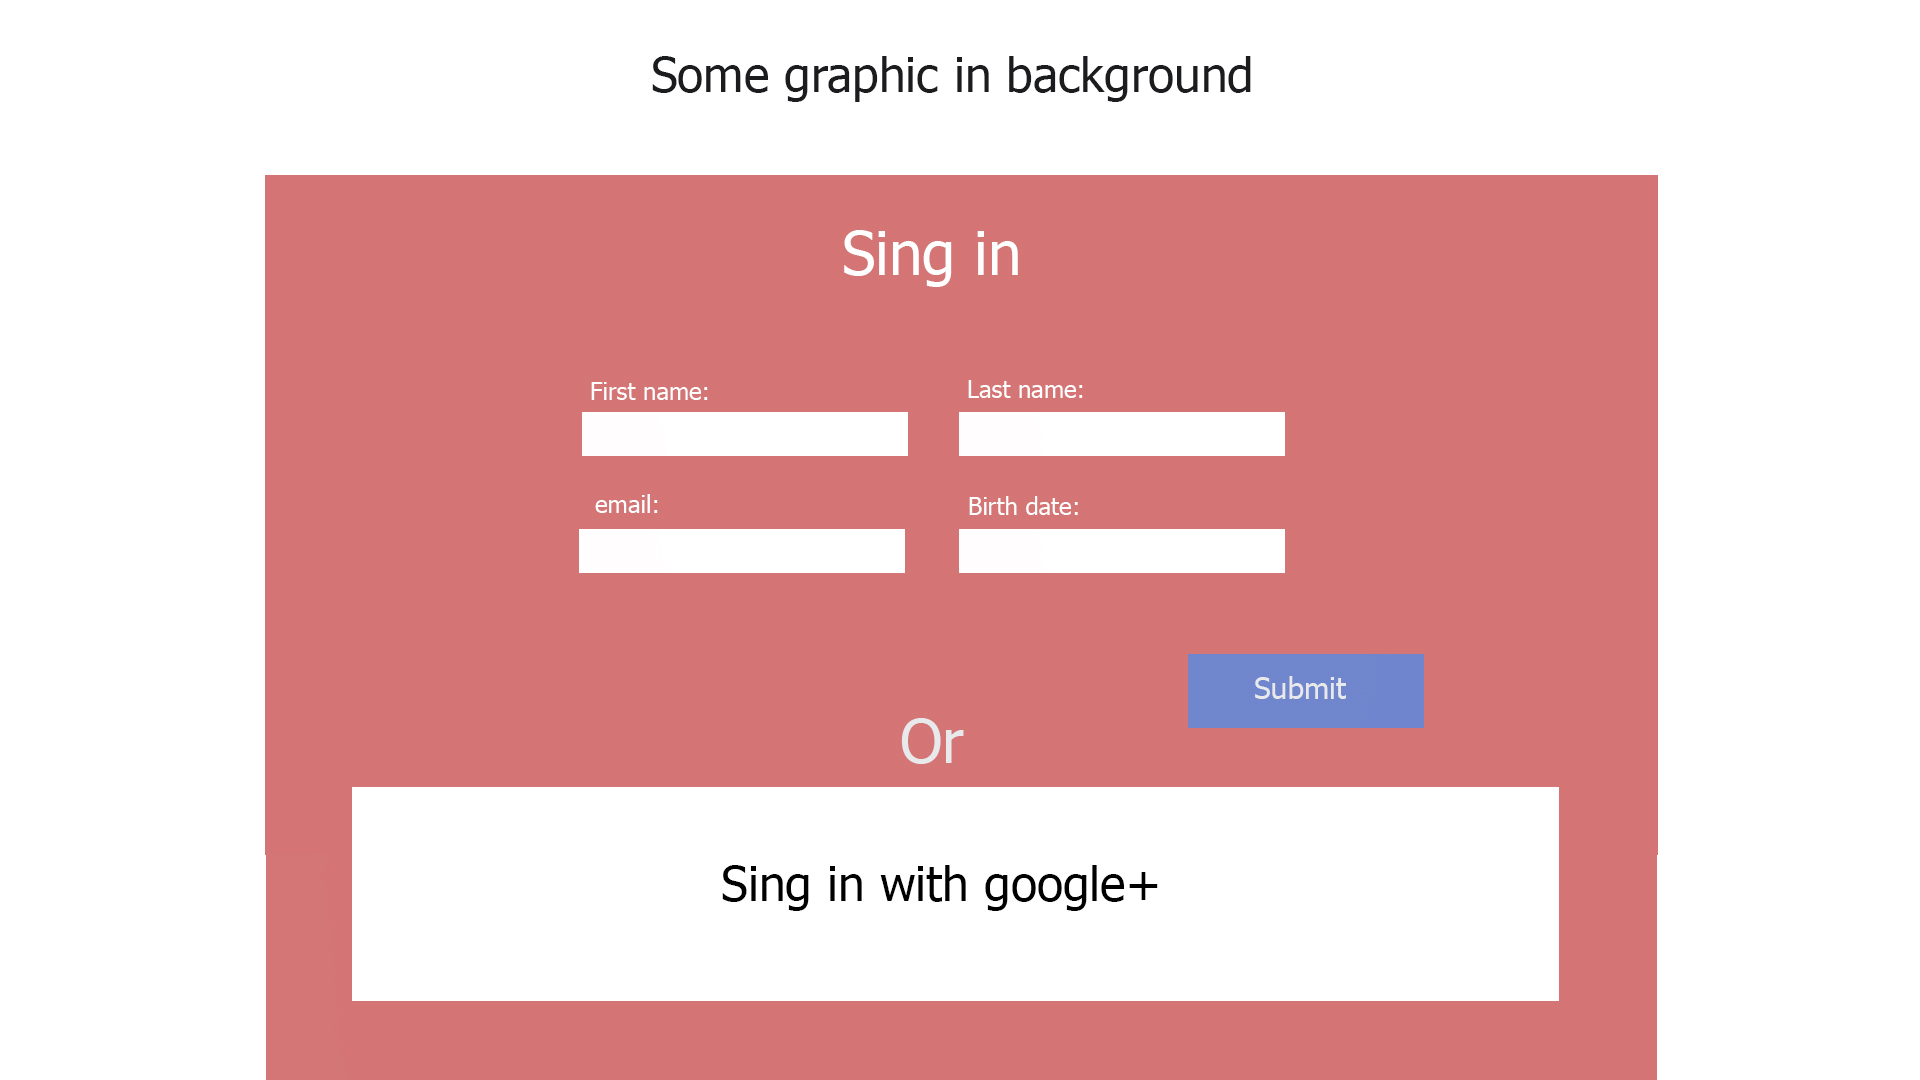 Some graphic in background
Sing in
First name:
Last name:
email:
Birth date:
Submit
Or
Sing in with google+